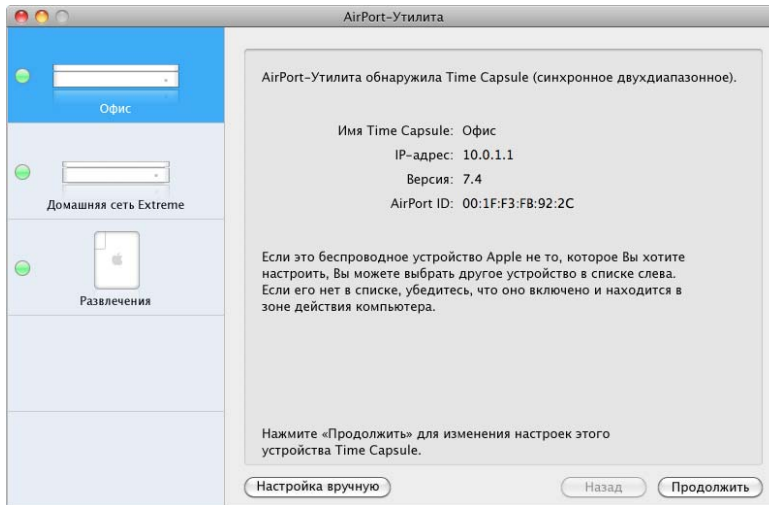 AirPort-Утилита
Офис
Домашняя сеть Extreme
Развлечения
AirPort-Утилита обнаружила Time Capsule (синхронное двухдиапазонное).
Имя Time Capsule: Офис
IP-адрес: 10.0.1.1
Версия: 7.4
AirPort ID: 00:1F:F3:FB:92:2C
Если это беспроводное устройство Apple не то, которое Вы хотите
настроить, Вы можете выбрать другое устройство в списке слева.
Если его нет в списке, убедитесь, что оно включено и находится в
зоне действия компьютера.
Нажмите «Продолжить» для изменения настроек этого
устройства Time Capsule.
Настройка вручную Назад Продолжить